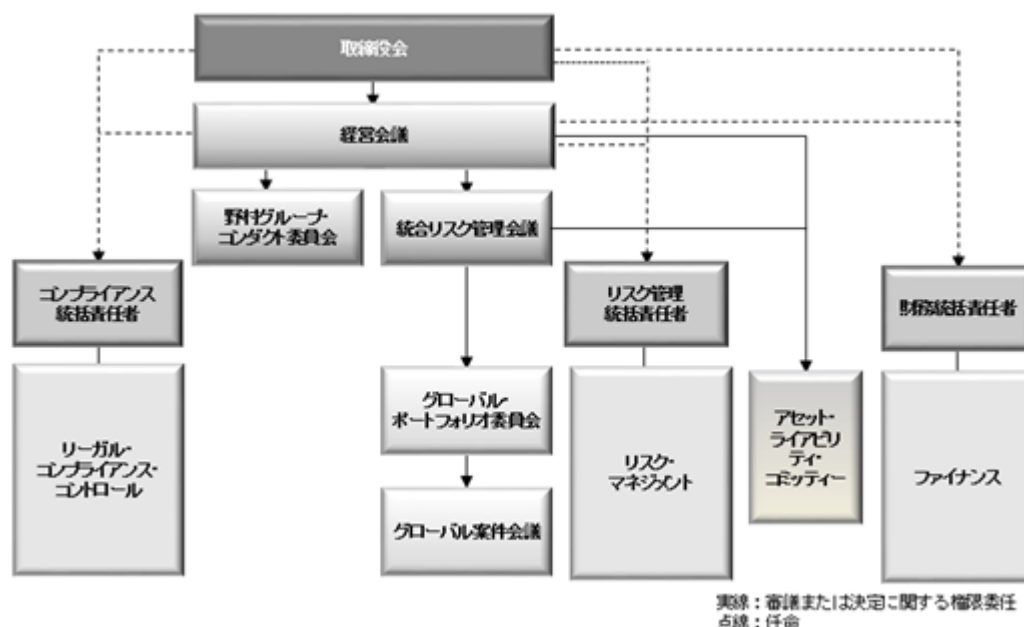 取締役会
経営会議
野村グループ・
コンダクト委員会
統合リスク管理会議
コンプライアンス
統括責任者
リスク管理
統括責任者
財務統括責任者
リーガル・
コンプライアンス・
コントロール
グローバル・
ポートフォリオ委員会
リスク・
マネジメント
アセット・
ライアビリ
ティ・
コミッティー
ファイナンス
グローバル案件会議
実線：審議または決定に関する権限委任
点線：任命